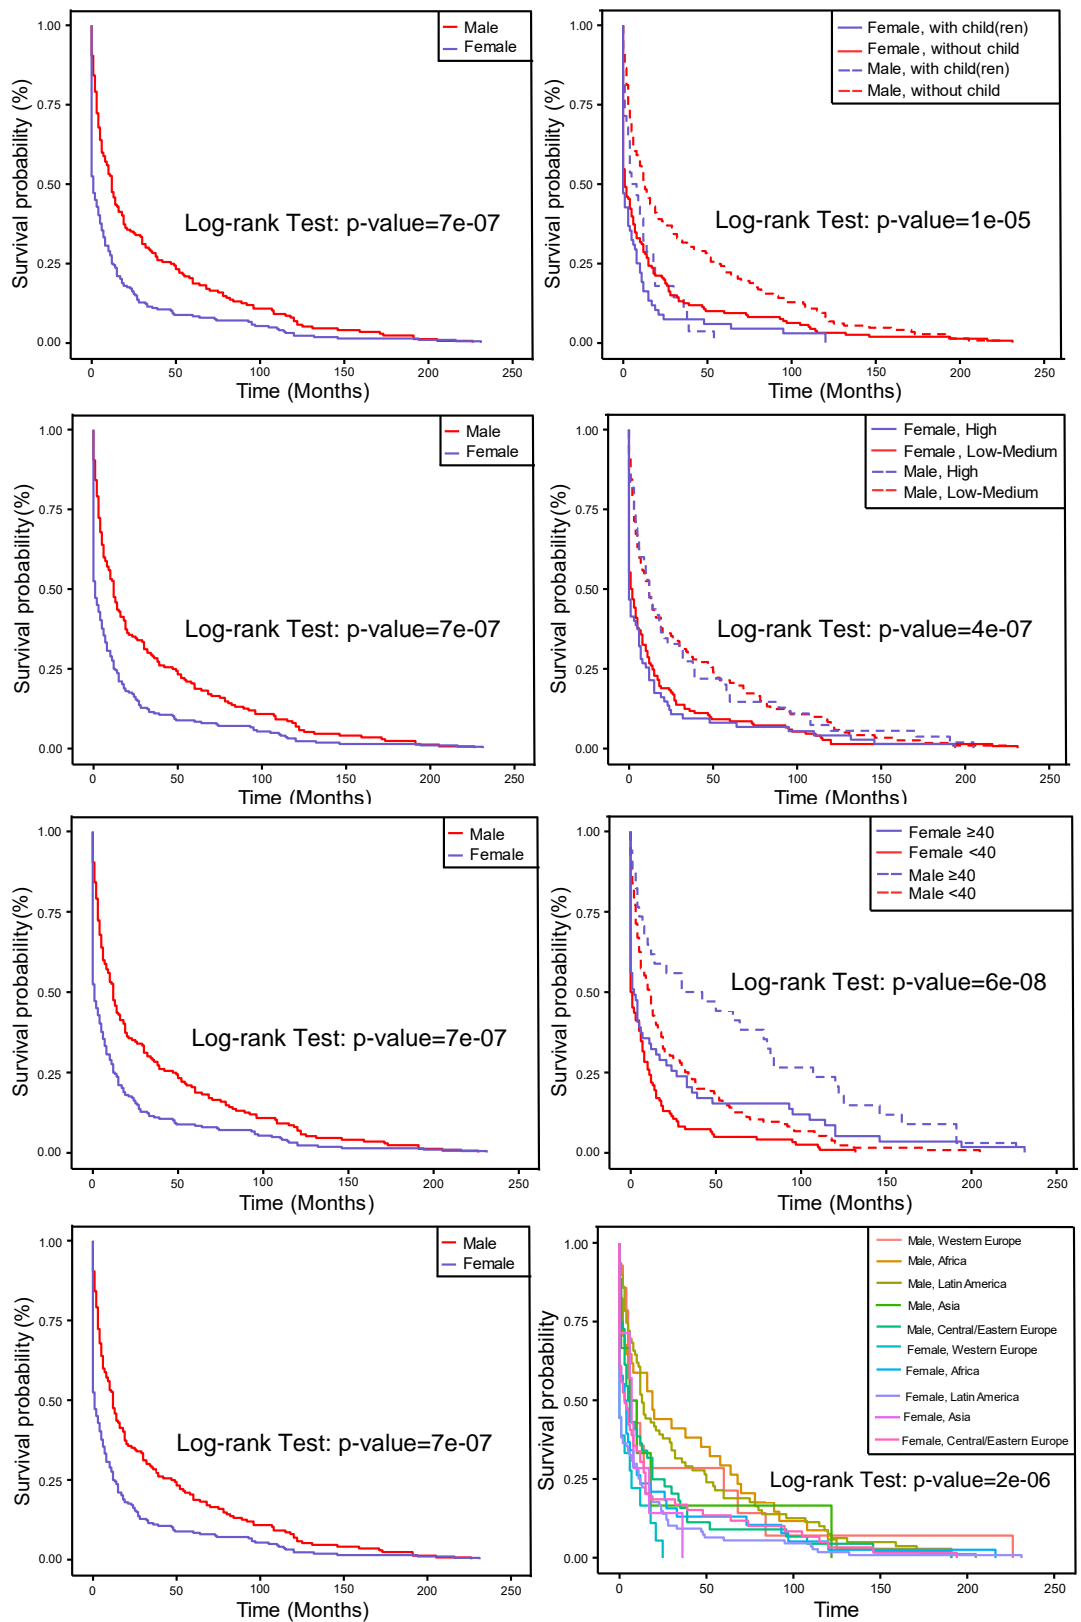 1.00
0.75
0.50
0.25
0.00
Survival probability (%)
Male
Female
Log-rank Test: p-value=7e-07
0
50
100
150
200
250
Time (Months)
1.00
0.75
0.50
0.25
0.00
Survival probability (%)
Female, with child(ren)
Female, without child
Male, with child(ren)
Male, without child
Log-rank Test: p-value=1e-05
0
50
100
150
200
250
Time (Months)
1.00
0.75
0.50
0.25
0.00
Survival probability(%)
Male
Female
Log-rank Test: p-value=7e-07
0
50
100
150
200
250
Time (Months)
1.00
0.75
0.50
0.25
0.00
Survival probability(%)
Female, High
Female , Low-Medium
Male, High
Male, Low-Medium
Log-rank Test: p-value=4e-07
0
50
100
150
200
250
Time (Months)
1.00
0.75
0.50
0.25
0.00
Survival probability(%)
Male
Female
Log-rank Test: p-value=7e-07
0
50
100
150
200
250
Time (Months)
1.00
0.75
0.50
0.25
0.00
Survival probability(%)
Female ≥40
Female <40
Male ≥40
Male <40
Log-rank Test: p-value=6e-08
0
50
100
150
200
250
Time (Months)
1.00
0.75
0.50
0.25
0.00
Survival probability (%)
Male
Female
Log-rank Test: p-value=7e-07
0
50
100
150
200
250
Time (Months)
1.00
0.75
0.50
0.25
0.00
Survival probability
Male, Western Europe
Male, Africa
Male, Latin America
Male, Asia
Male, Central/Eastern Europe
Female, Western Europe
Female, Africa
Female, Latin America
Female, Asia
Female, Central/Eastern Europe
Log-rank Test: p-value=2e-06
0
50
100
150
200
250
Time